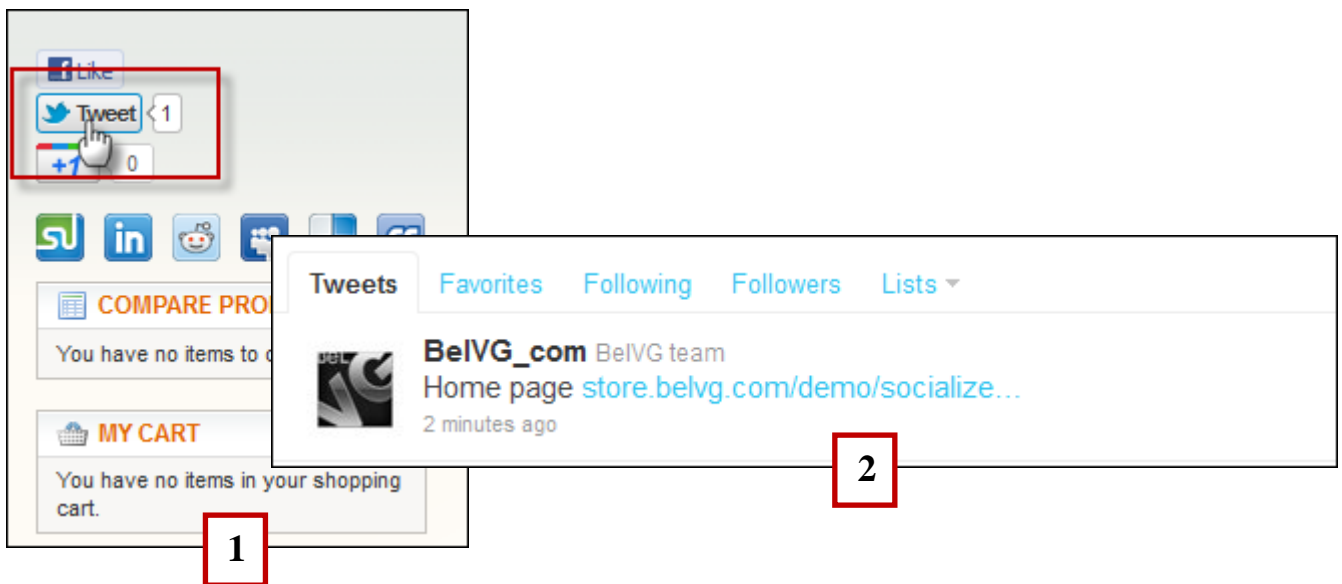 Like
Tweet 1
+1 0
in
COMPARE
You have no items to
MY CART
You have no items in your shopping
cart.
1
Tweets Favorites Following Followers Lists
BelVG_com BelVG team
Home page store.belvg.com/demo/socialize…
2 minutes ago
2